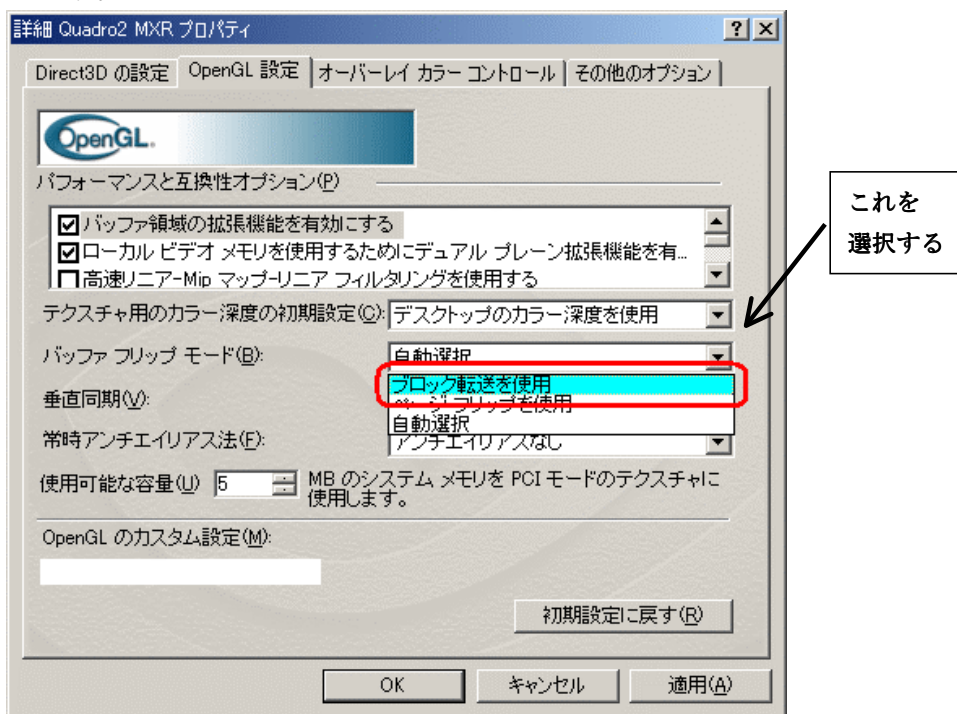 詳細 Quadro2 MXR プロパティ
Direct3D の設定 OpenGL 設定 オーバーレイ カラー コントロール その他のオプション
OpenGL.
パフォーマンスと互換性オプション(P)
バッファ領域の拡張機能を有効にする
ローカル ビデオ メモリを使用するためにデュアル プレーン拡張機能を有...
高速リニア-Mip マップ-リニア フィルタリングを使用する
これを
選択する
テクスチャ用のカラー深度の初期設定(C): デスクトップのカラー深度を使用
バッファ フリップ モード(B): 自動選択
ブロック転送を使用
ページ フリップを使用
自動選択
垂直同期(V):
常時アンチエイリアス法(F): アンチエイリアスなし
使用可能な容量(U) 5 MB のシステム メモリを PCI モードのテクスチャに
使用します。
OpenGL のカスタム設定(M):
初期設定に戻す(R)
OK キャンセル 適用(A)